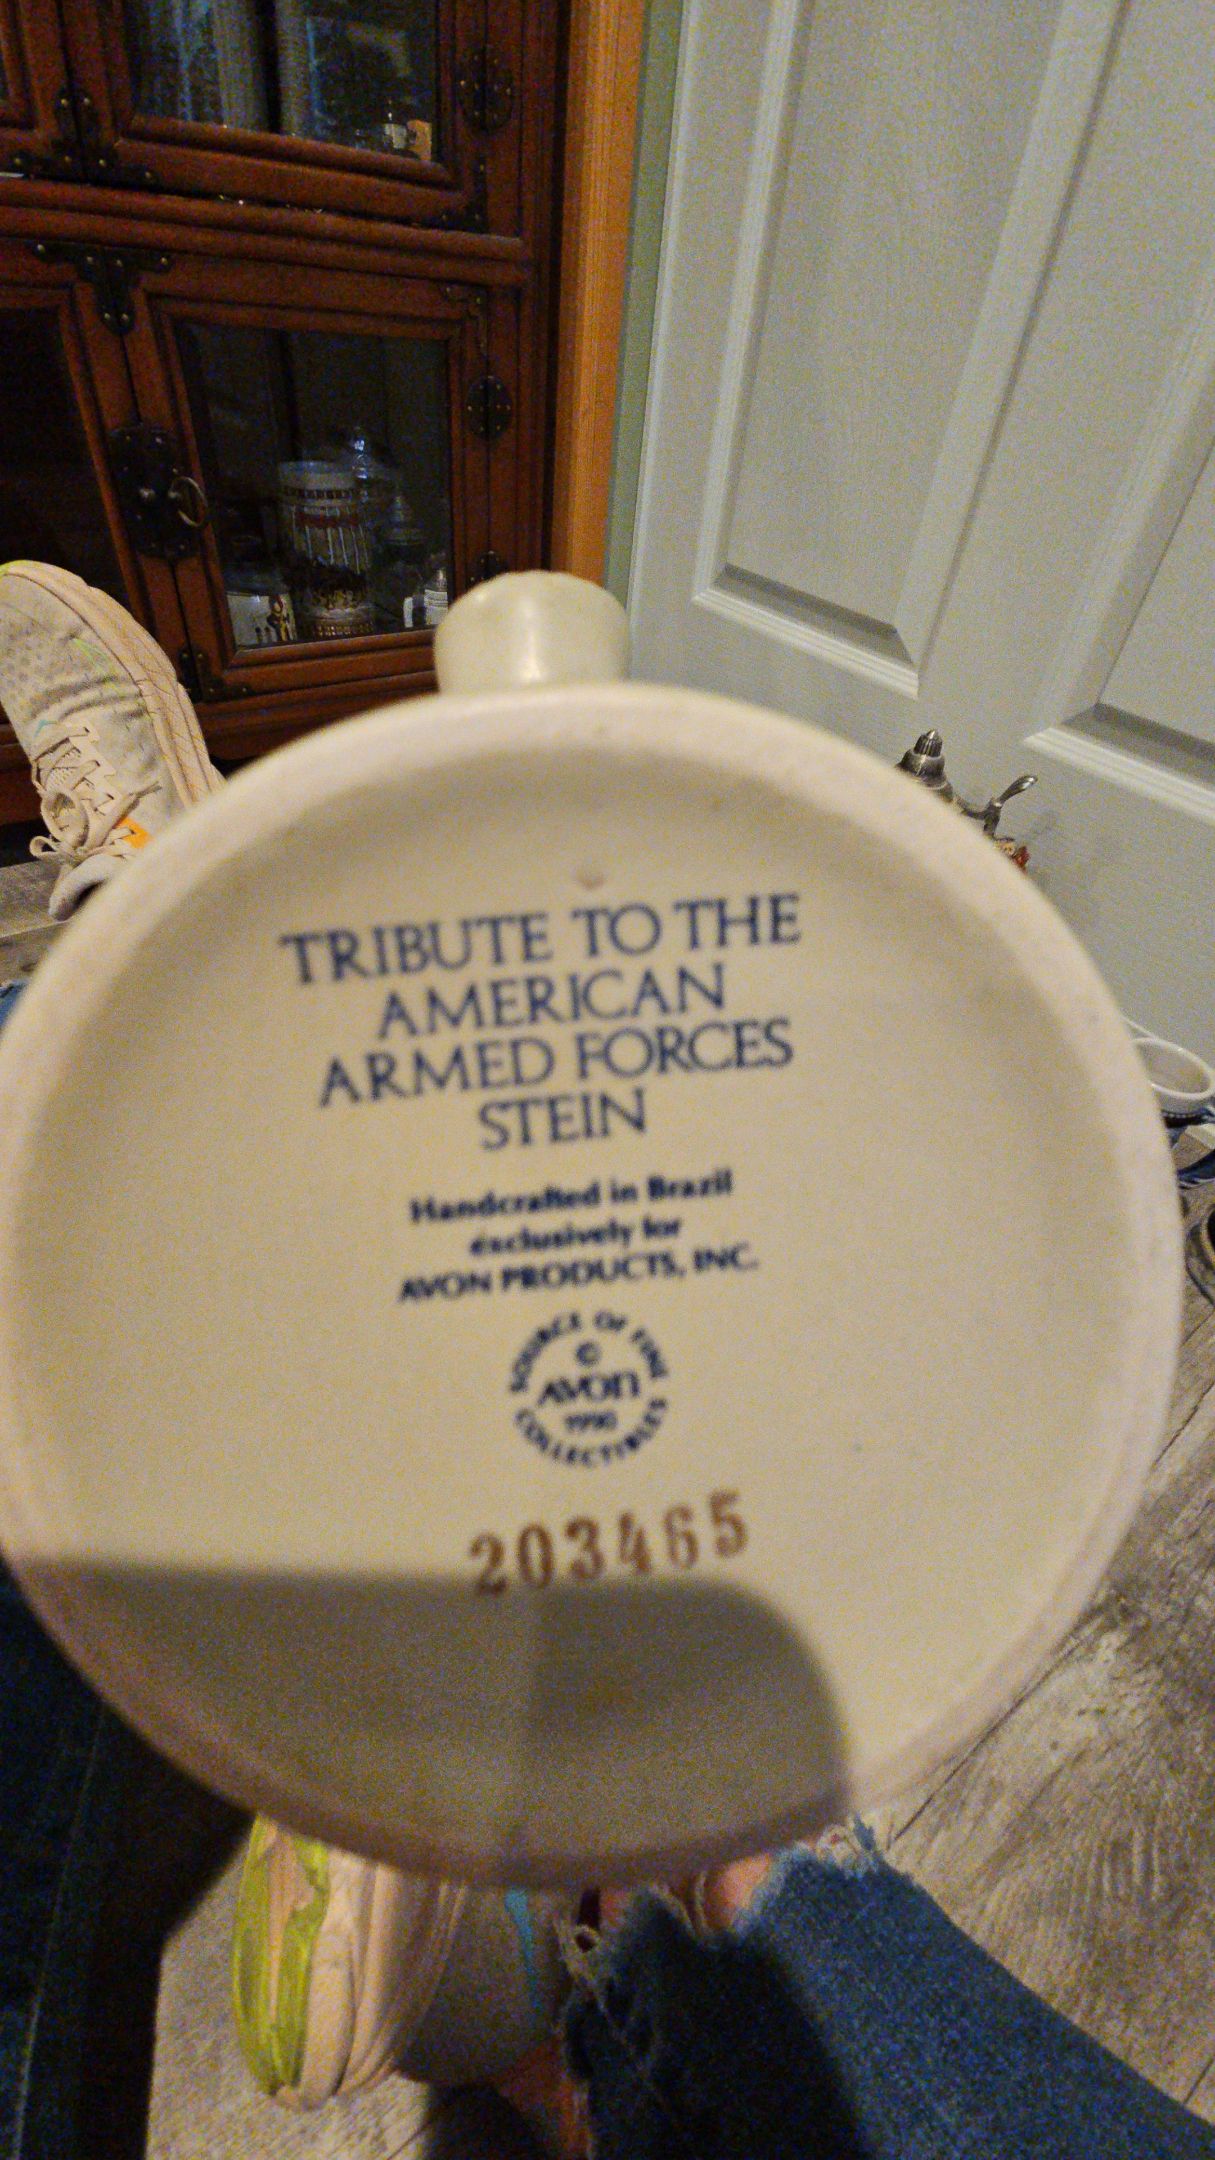 TRIBUTE TO THE
AMERICAN
ARMED FORCES
STEIN
Handcrafted in Brazil
exclusively for
AVON PRODUCTS, INC.
SOURCE OF FINE
©
AVON
1990
COLLECTIBLES
203465